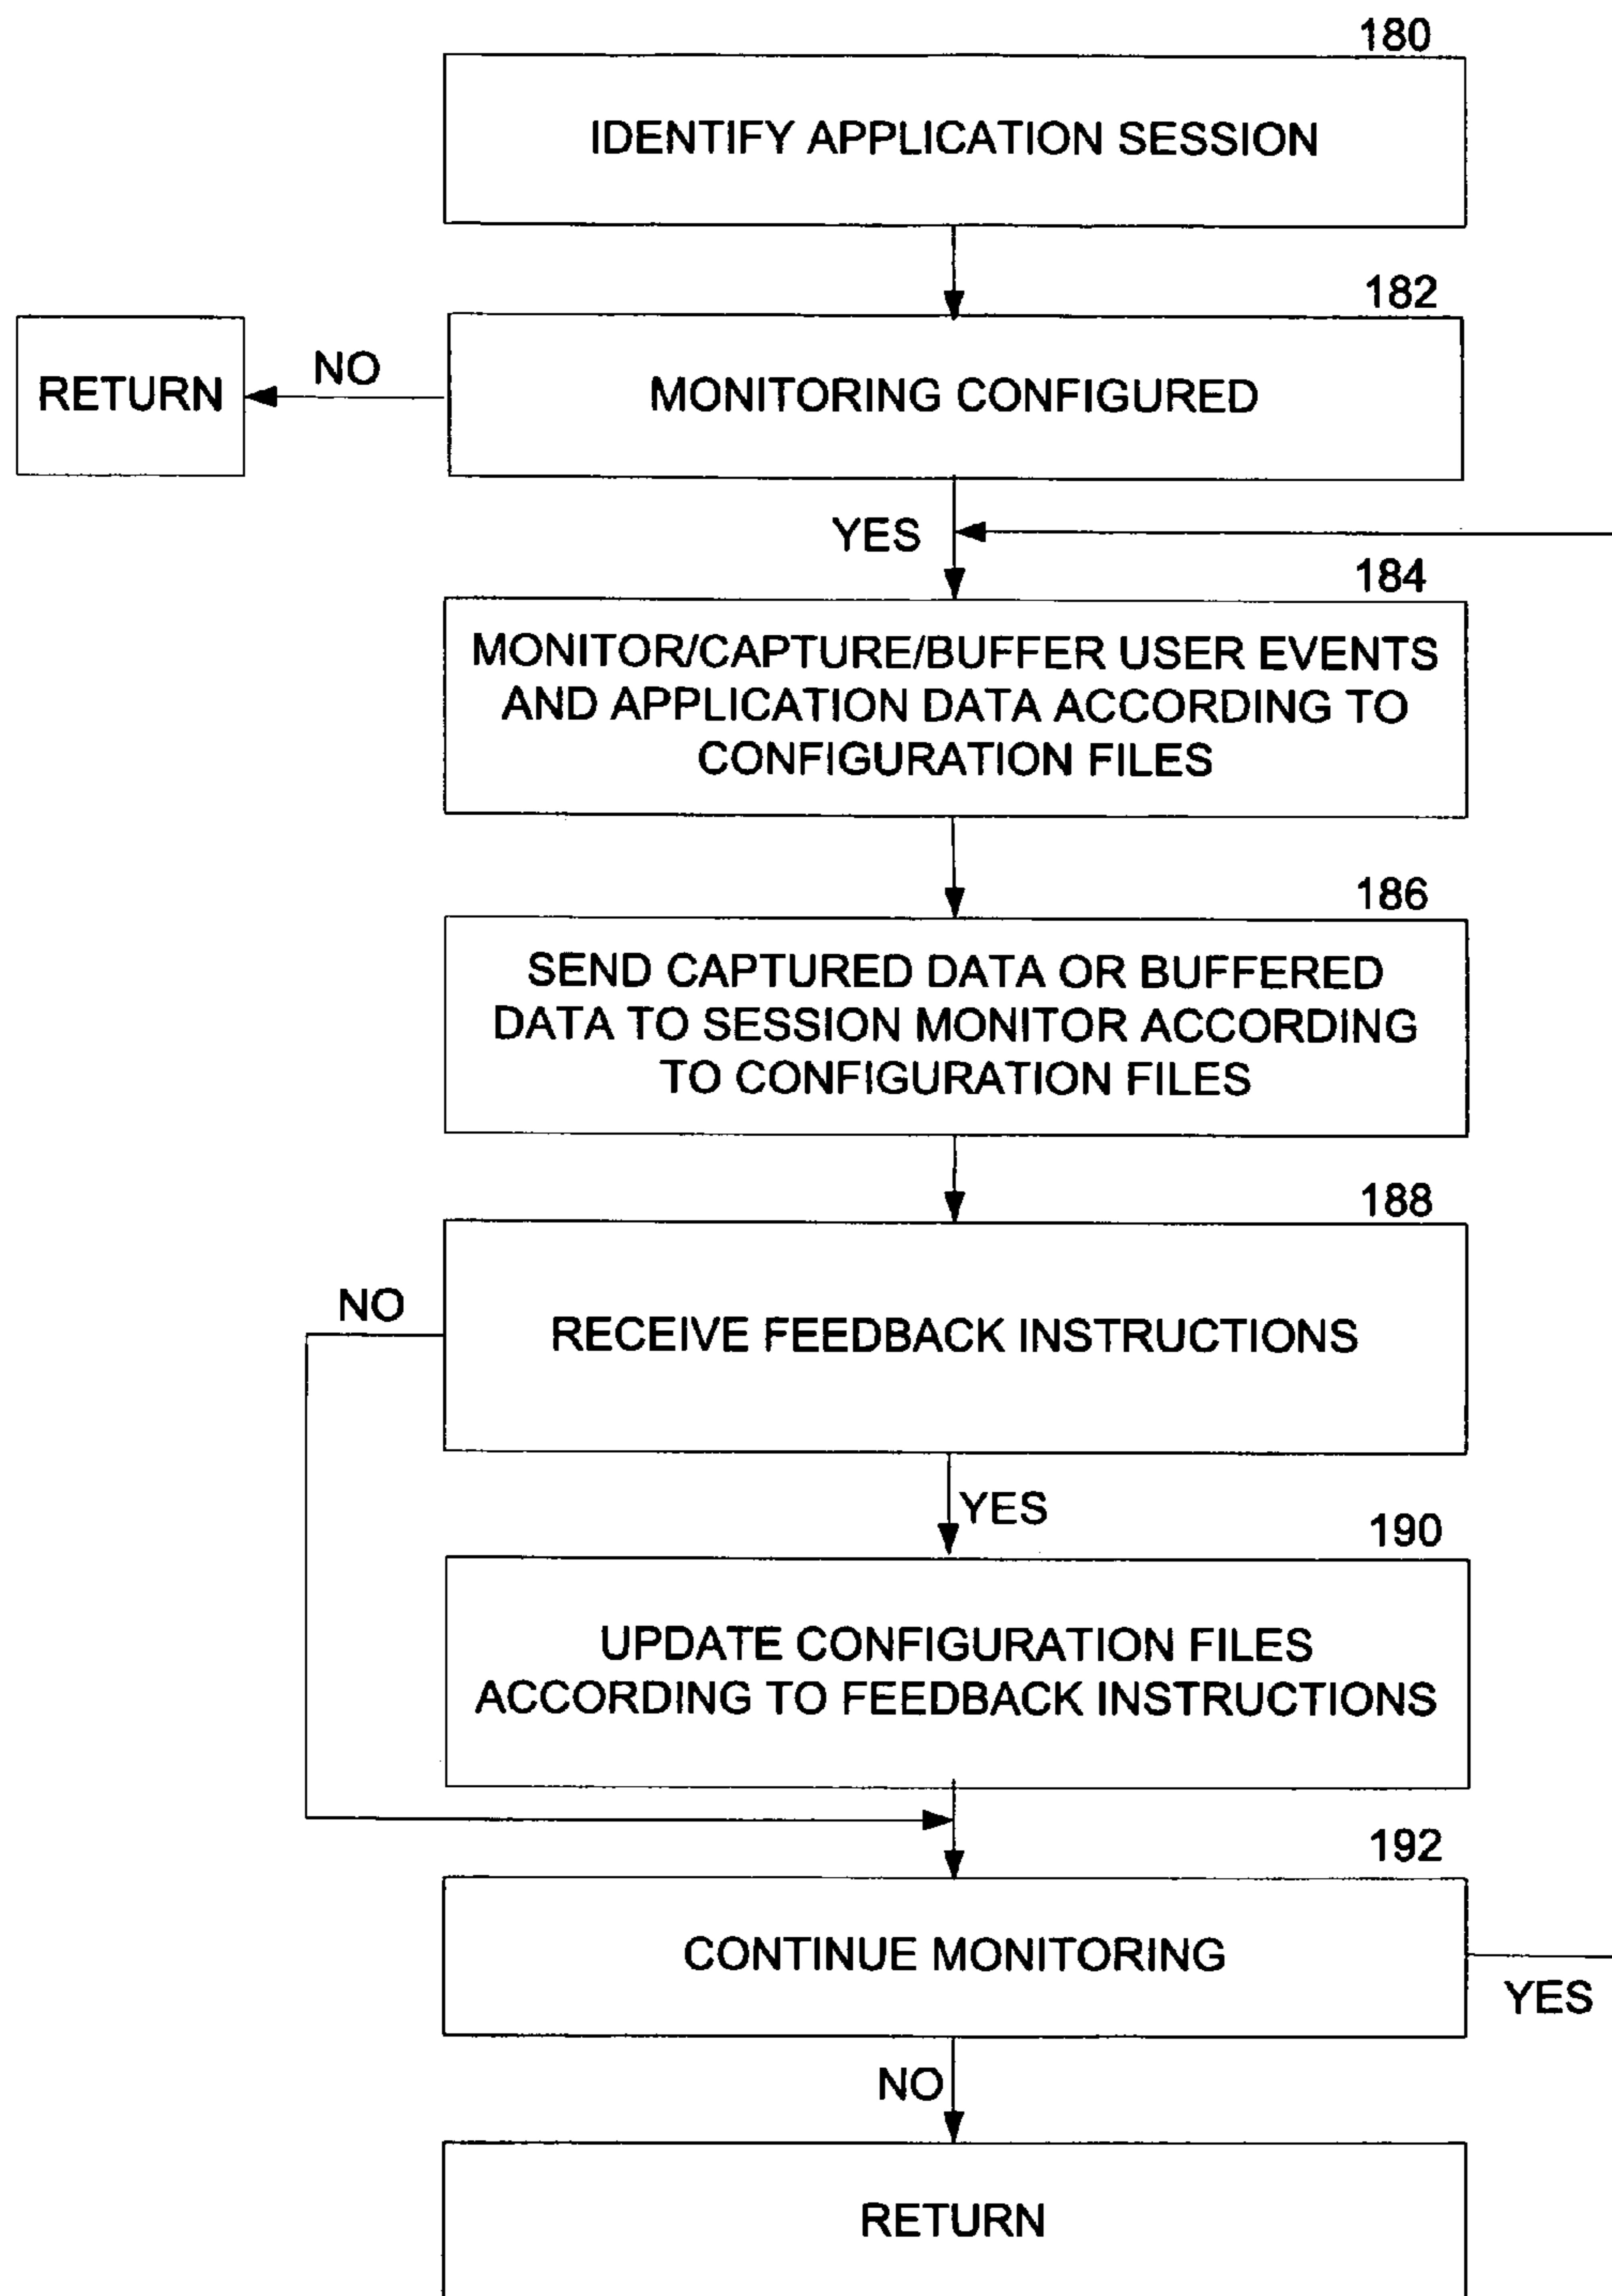 180
IDENTIFY APPLICATION SESSION
182
RETURN
NO
MONITORING CONFIGURED
YES
184
MONITOR/CAPTURE/BUFFER USER EVENTS
AND APPLICATION DATA ACCORDING TO
CONFIGURATION FILES
186
SEND CAPTURED DATA OR BUFFERED
DATA TO SESSION MONITOR ACCORDING
TO CONFIGURATION FILES
188
NO
RECEIVE FEEDBACK INSTRUCTIONS
YES
190
UPDATE CONFIGURATION FILES
ACCORDING TO FEEDBACK INSTRUCTIONS
192
CONTINUE MONITORING
YES
NO
RETURN